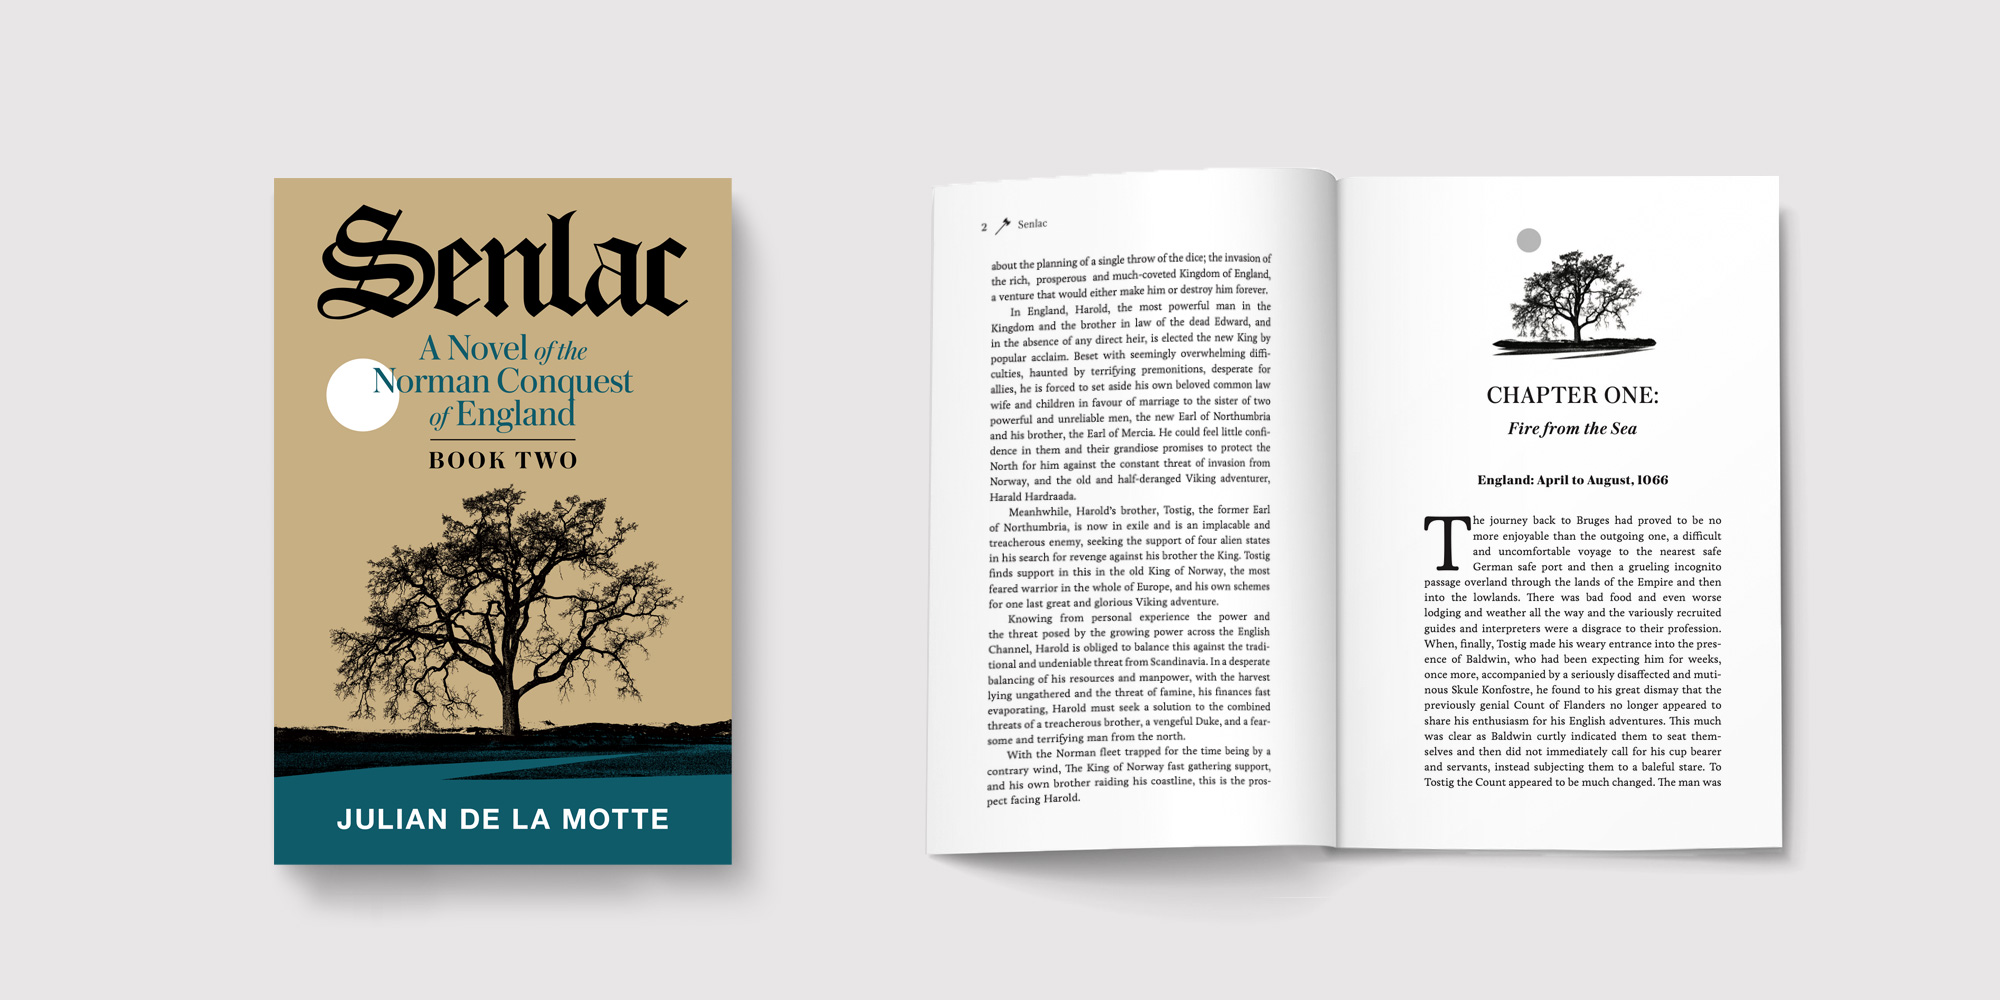 Senlac
A Novel of the
Norman Conquest
of England
BOOK TWO
JULIAN DE LA MOTTE
2 Senlac
about the planning of a single throw of the dice; the invasion of
the rich, prosperous and much-coveted Kingdom of England,
a venture that would either make him or destroy him forever.
In England, Harold, the most powerful man in the
Kingdom and the brother in law of the dead Edward, and
in the absence of any direct heir, is elected the new King by
popular acclaim. Beset with seemingly overwhelming diffi-
culties, haunted by terrifying premonitions, desperate for
allies, he is forced to set aside his own beloved common law
wife and children in favour of marriage to the sister of two
powerful and unreliable men, the new Earl of Northumbria
and his brother, the Earl of Mercia. He could feel little confi-
dence in them and their grandiose promises to protect the
North for him against the constant threat of invasion from
Norway, and the old and half-deranged Viking adventurer,
Harald Hardraada.
Meanwhile, Harold's brother, Tostig, the former Earl
of Northumbria, is now in exile and is an implacable and
treacherous enemy, seeking the support of four alien states
in his search for revenge against his brother the King. Tostig
finds support in this in the old King of Norway, the most
feared warrior in the whole of Europe, and his own schemes
for one last great and glorious Viking adventure.
Knowing from personal experience the power and
the threat posed by the growing power across the English
Channel, Harold is obliged to balance this against the tradi-
tional and undeniable threat from Scandinavia. In a desperate
balancing of his resources and manpower, with the harvest
lying ungathered and the threat of famine, his finances fast
evaporating, Harold must seek a solution to the combined
threats of a treacherous brother, a vengeful Duke, and a fear-
some and terrifying man from the north.
With the Norman fleet trapped for the time being by a
contrary wind, The King of Norway fast gathering support,
and his own brother raiding his coastline, this is the pros-
pect facing Harold.
CHAPTER ONE:
Fire from the Sea
England: April to August, 1066
The journey back to Bruges had proved to be no
more enjoyable than the outgoing one, a difficult
and uncomfortable voyage to the nearest safe
German safe port and then a grueling incognito
passage overland through the lands of the Empire and then
into the lowlands. There was bad food and even worse
lodging and weather all the way and the variously recruited
guides and interpreters were a disgrace to their profession.
When, finally, Tostig made his weary entrance into the pres-
ence of Baldwin, who had been expecting him for weeks,
once more, accompanied by a seriously disaffected and muti-
nous Skule Konfostre, he found to his great dismay that the
previously genial Count of Flanders no longer appeared to
share his enthusiasm for his English adventures. This much
was clear as Baldwin curtly indicated them to seat them-
selves and then did not immediately call for his cup bearer
and servants, instead subjecting them to a baleful stare. To
Tostig the Count appeared to be much changed. The man was